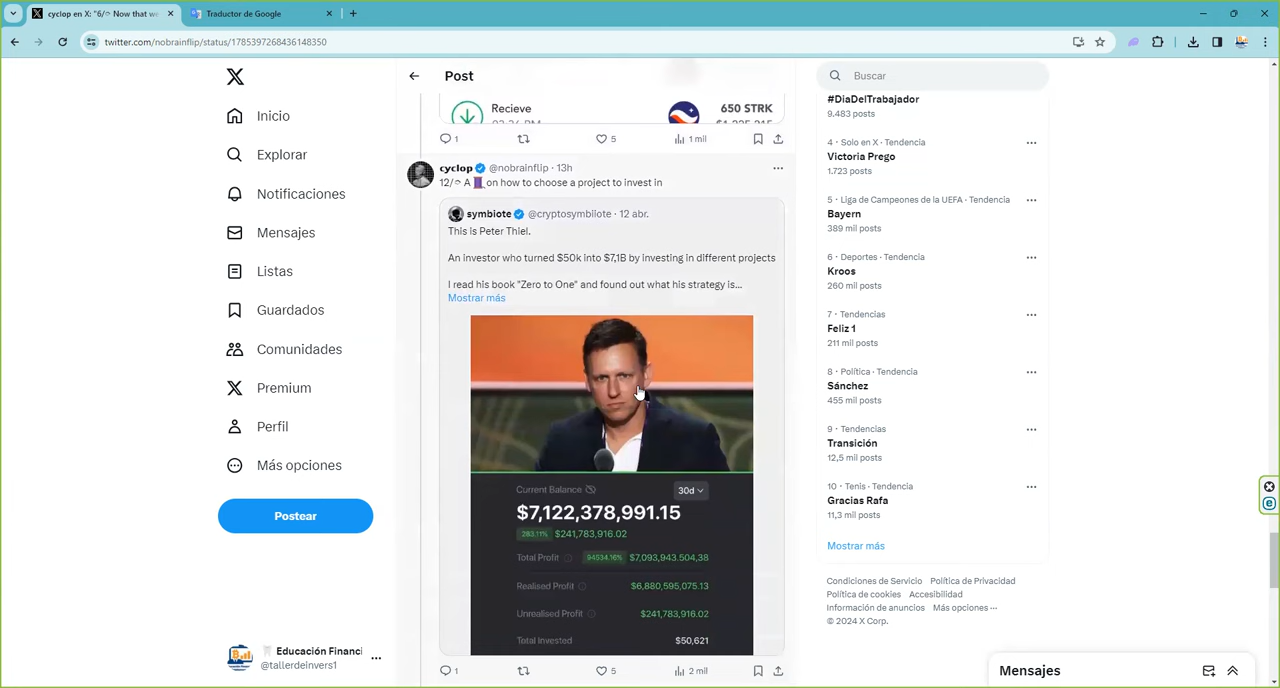 cyclop en X: "6/ Now that we
Traductor de Google
twitter.com/nobrainflip/status/1785397268436148350
Inicio
Explorar
Notificaciones
Mensajes
Listas
Guardados
Comunidades
Premium
Perfil
Más opciones
Postear
Educación Financi
@tallerdeinvers1
Post
Recieve
650 STRK
1
5
1 mil
cyclop @nobrainflip · 13h
12/ A on how to choose a project to invest in
symbiote @cryptosymbiiote · 12 abr.
This is Peter Thiel.
An investor who turned $50k into $7,1B by investing in different projects
I read his book "Zero to One" and found out what his strategy is...
Mostrar más
Current Balance
30d
$7,122,378,991.15
283.11% $241,783,916.02
Total Profit 94534.16% $7,093,943.504,38
Realised Profit $6,880,595,075.13
Unrealised Profit $241,783,916.02
Total Invested $50,621
1
5
2 mil
Buscar
#DiaDelTrabajador
9.483 posts
4 · Solo en X · Tendencia
Victoria Prego
1.723 posts
5 · Liga de Campeones de la UEFA · Tendencia
Bayern
389 mil posts
6 · Deportes · Tendencia
Kroos
260 mil posts
7 · Tendencias
Feliz 1
211 mil posts
8 · Política · Tendencia
Sánchez
455 mil posts
9 · Tendencias
Transición
12,5 mil posts
10 · Tenis · Tendencia
Gracias Rafa
11,3 mil posts
Mostrar más
Condiciones de Servicio Política de Privacidad
Política de cookies Accesibilidad
Información de anuncios Más opciones ···
© 2024 X Corp.
Mensajes